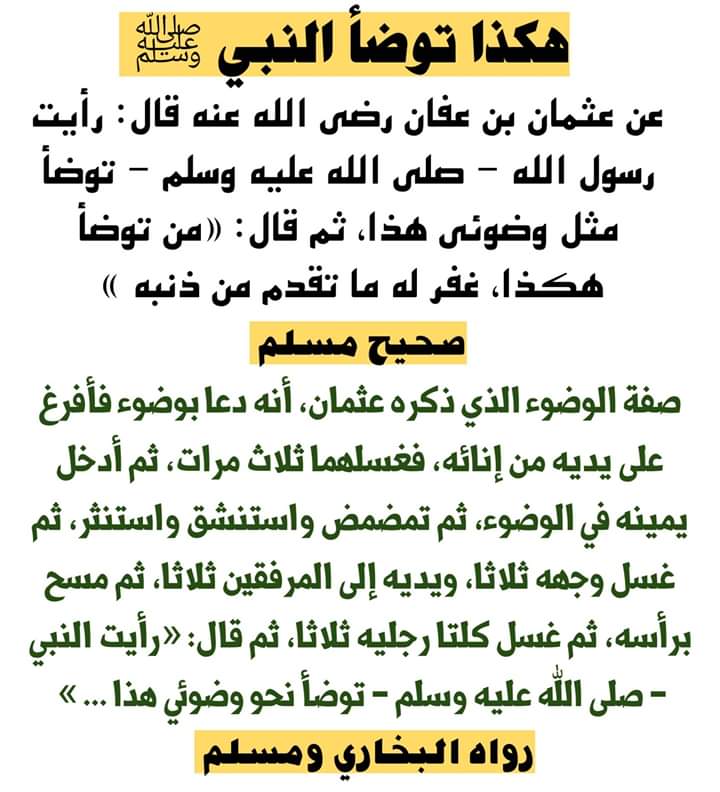 هكذا توضأ النبي ﷺ
عن عثمان بن عفان رضى الله عنه قال: رأيت
رسول الله – صلى الله عليه وسلم – توضأ
مثل وضوئى هذا، ثم قال: «من توضأ
هكذا، غفر له ما تقدم من ذنبه »
صحيح مسلم
صفة الوضوء الذي ذكره عثمان، أنه دعا بوضوء فأفرغ
على يديه من إنائه، فغسلهما ثلاث مرات، ثم أدخل
يمينه في الوضوء، ثم تمضمض واستنشق واستنثر، ثم
غسل وجهه ثلاثا، ويديه إلى المرفقين ثلاثا، ثم مسح
برأسه، ثم غسل كلتا رجليه ثلاثا، ثم قال: «رأيت النبي
- صلى الله عليه وسلم - توضأ نحو وضوئي هذا ... »
رواه البخاري ومسلم